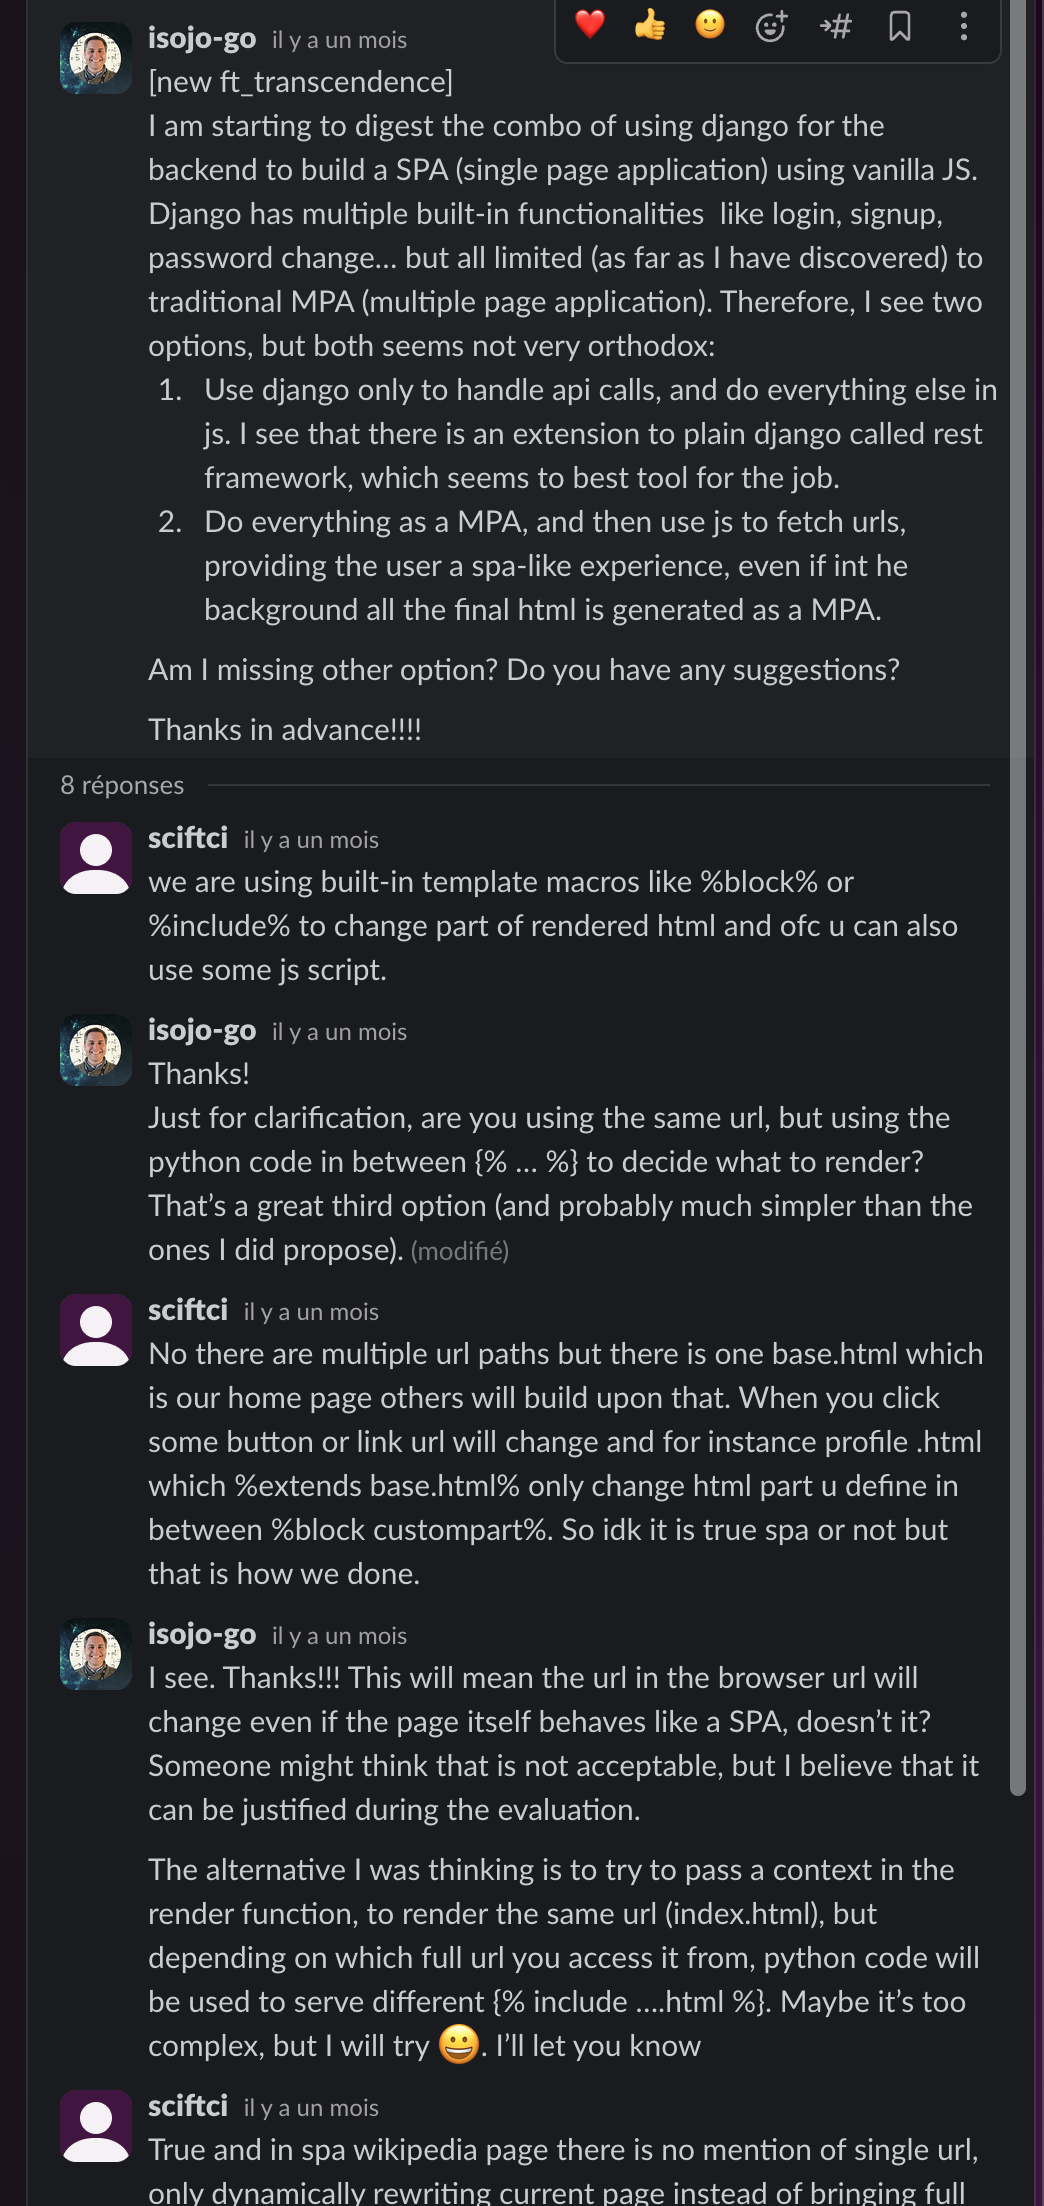 isojo-go il y a un mois
[new ft_transcendence]
I am starting to digest the combo of using django for the
backend to build a SPA (single page application) using vanilla JS.
Django has multiple built-in functionalities  like login, signup,
password change... but all limited (as far as I have discovered) to
traditional MPA (multiple page application). Therefore, I see two
options, but both seems not very orthodox:
1. Use django only to handle api calls, and do everything else in
js. I see that there is an extension to plain django called rest
framework, which seems to best tool for the job.
2. Do everything as a MPA, and then use js to fetch urls,
providing the user a spa-like experience, even if int he
background all the final html is generated as a MPA.
Am I missing other option? Do you have any suggestions?
Thanks in advance!!!!
8 réponses
sciftci il y a un mois
we are using built-in template macros like %block% or
%include% to change part of rendered html and ofc u can also
use some js script.
isojo-go il y a un mois
Thanks!
Just for clarification, are you using the same url, but using the
python code in between {% ... %} to decide what to render?
That’s a great third option (and probably much simpler than the
ones I did propose). (modifié)
sciftci il y a un mois
No there are multiple url paths but there is one base.html which
is our home page others will build upon that. When you click
some button or link url will change and for instance profile .html
which %extends base.html% only change html part u define in
between %block custompart%. So idk it is true spa or not but
that is how we done.
isojo-go il y a un mois
I see. Thanks!!! This will mean the url in the browser url will
change even if the page itself behaves like a SPA, doesn’t it?
Someone might think that is not acceptable, but I believe that it
can be justified during the evaluation.
The alternative I was thinking is to try to pass a context in the
render function, to render the same url (index.html), but
depending on which full url you access it from, python code will
be used to serve different {% include ....html %}. Maybe it’s too
complex, but I will try 😀. I’ll let you know
sciftci il y a un mois
True and in spa wikipedia page there is no mention of single url,
only dynamically rewriting current page instead of bringing full